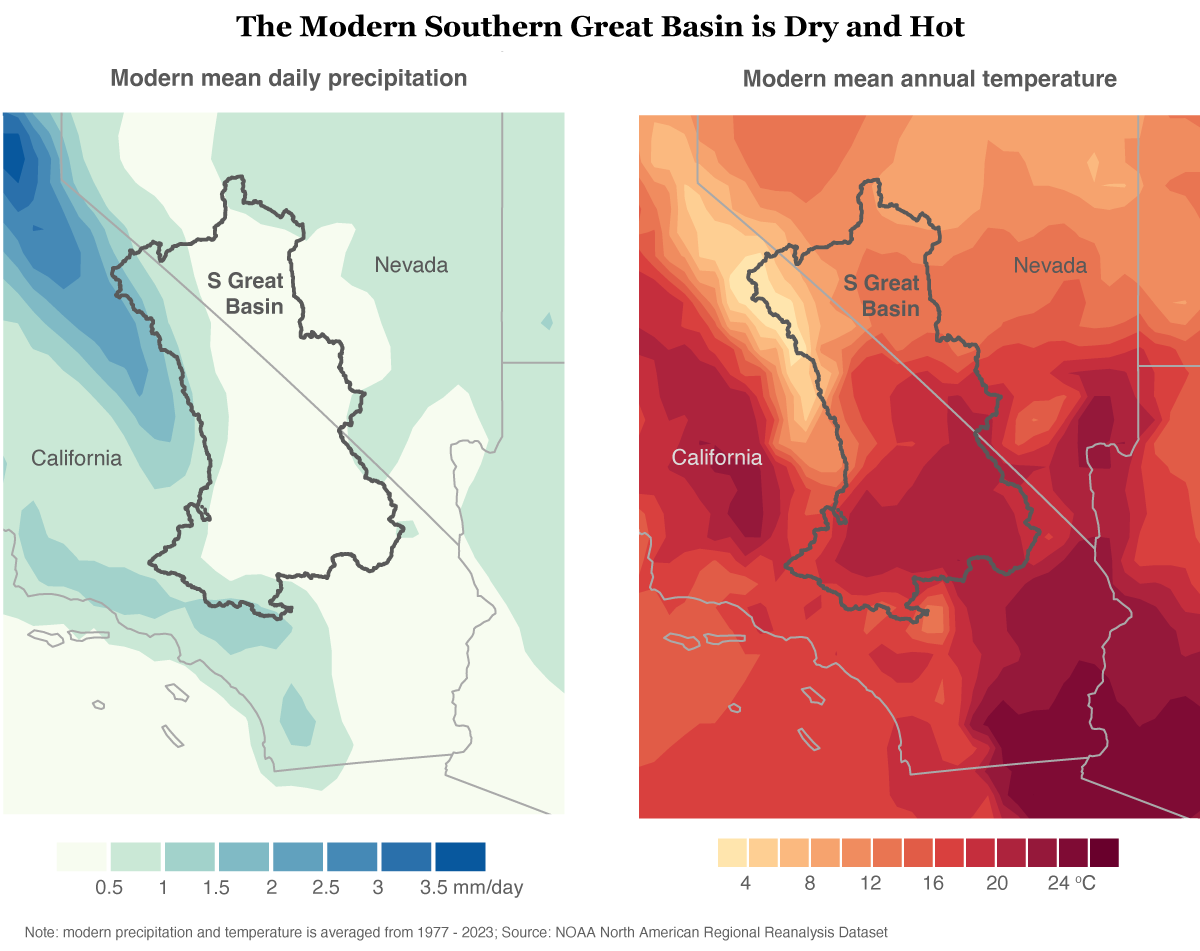 The Modern Southern Great Basin is Dry and Hot
Modern mean daily precipitation
S Great
Basin
Nevada
California
0.5 1 1.5 2 2.5 3 3.5 mm/day
Modern mean annual temperature
S Great
Basin
Nevada
California
4 8 12 16 20 24 °C
Note: modern precipitation and temperature is averaged from 1977 - 2023; Source: NOAA North American Regional Reanalysis Dataset